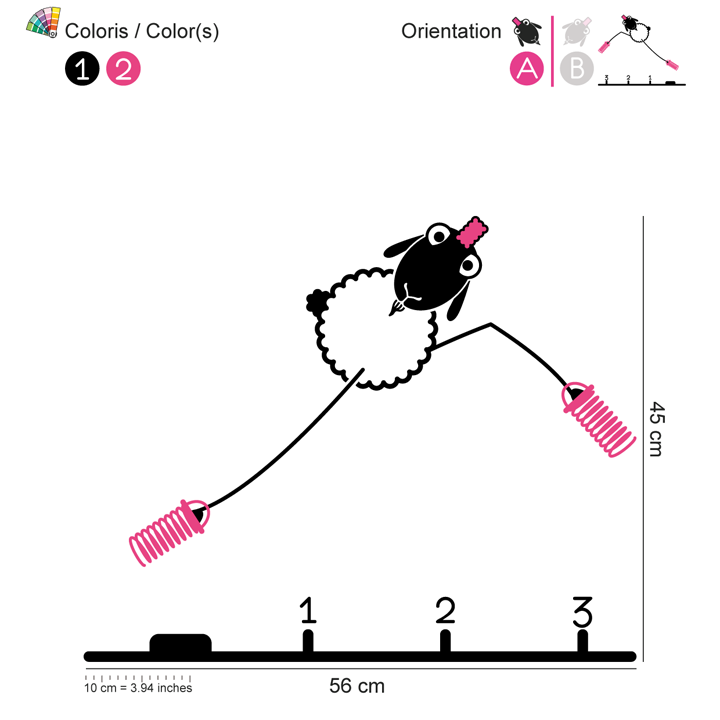 Coloris / Color(s)
1 2
Orientation
A B
3 2 1
45 cm
1 2 3
10 cm = 3.94 inches
56 cm